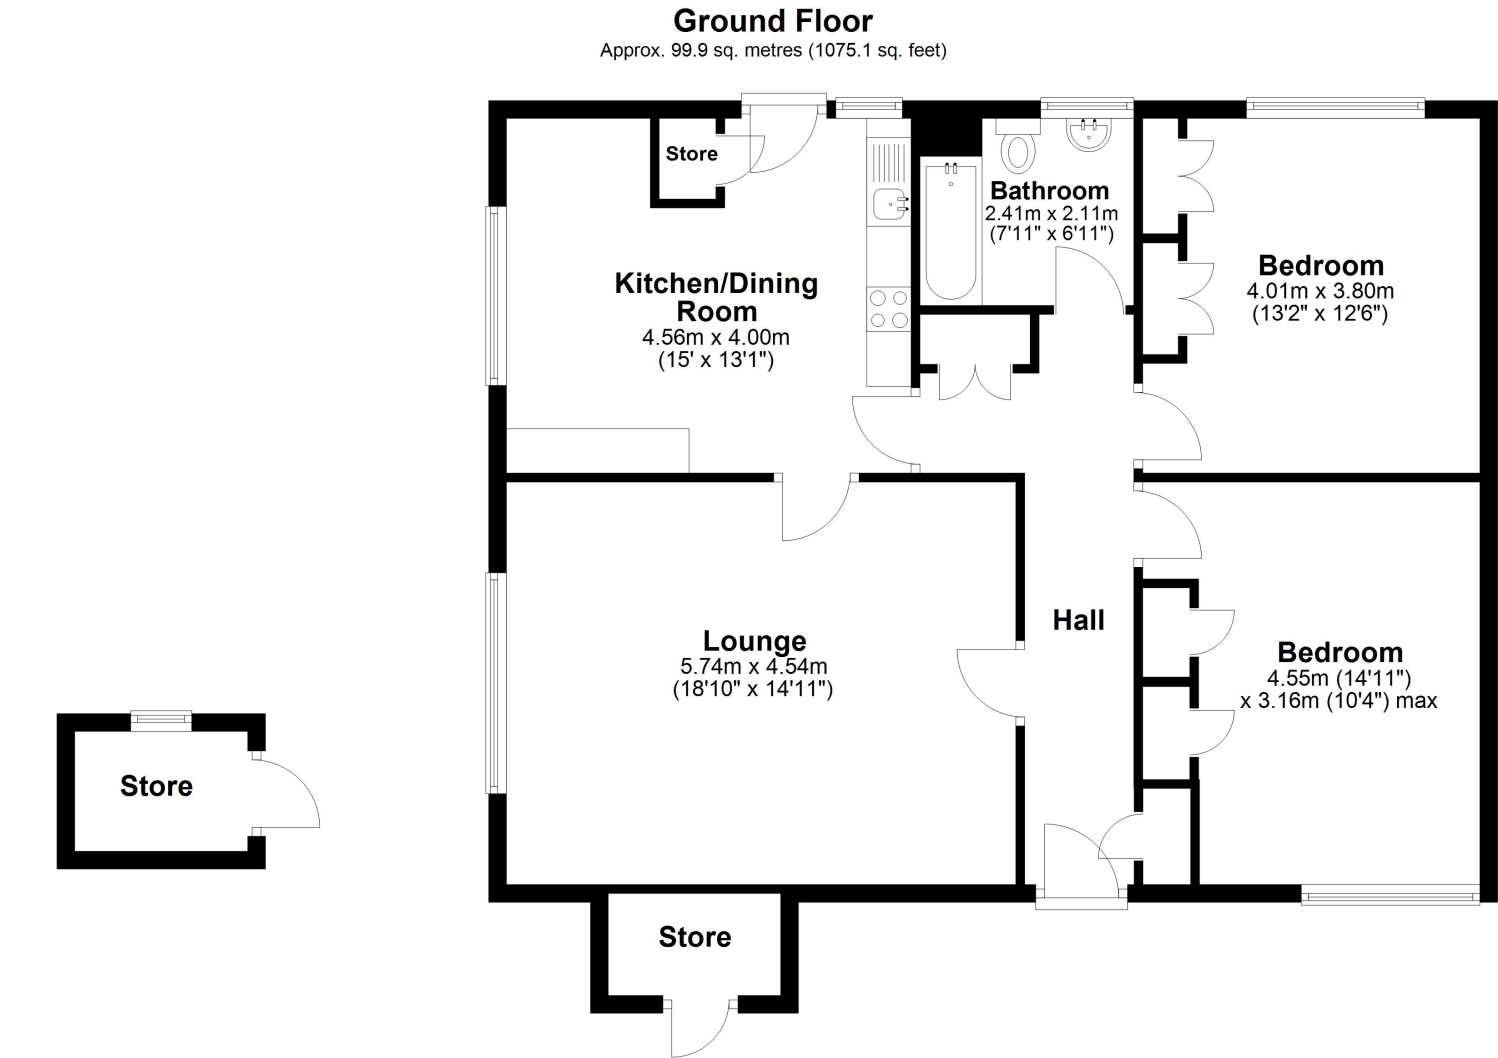 Ground Floor
Approx. 99.9 sq. metres (1075.1 sq. feet)
Store
Bathroom
2.41m x 2.11m
(7'11" x 6'11")
Kitchen/Dining
Room
4.56m x 4.00m
(15' x 13'1")
Bedroom
4.01m x 3.80m
(13'2" x 12'6")
Lounge
5.74m x 4.54m
(18'10" x 14'11")
Hall
Bedroom
4.55m (14'11")
x 3.16m (10'4") max
Store
Store